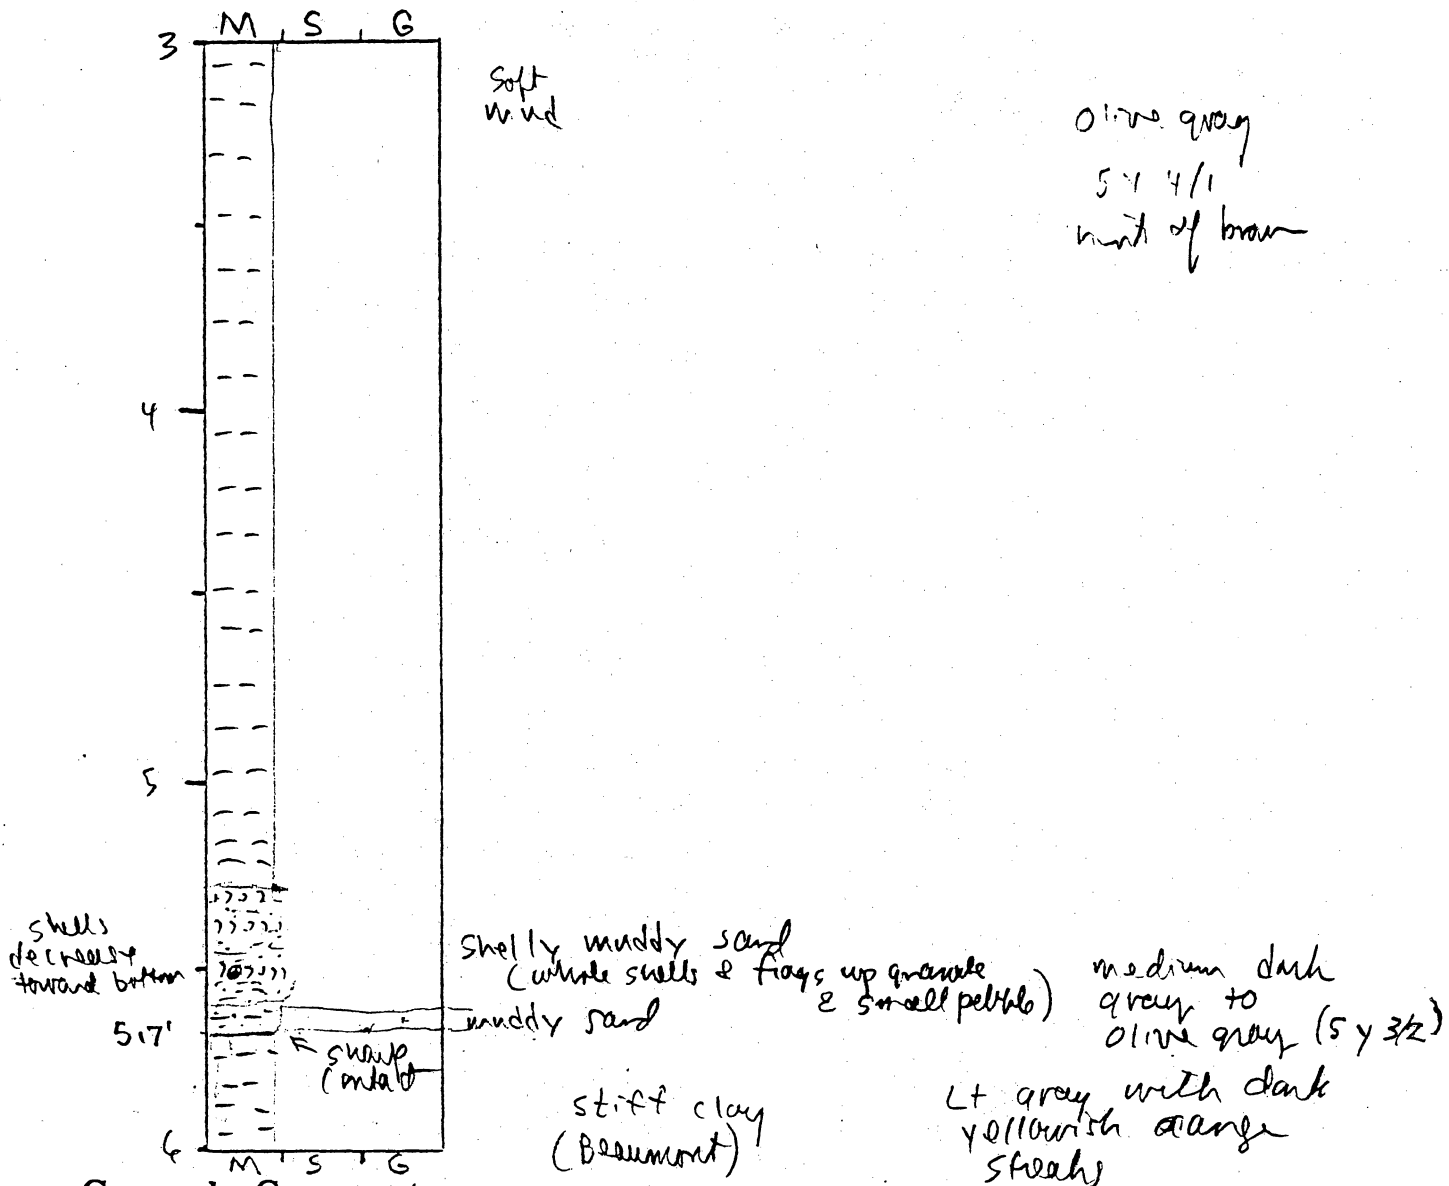 M S G
3
Soft
mud
olive gray
5 Y 4/1
hint of brown
4
5
shells
decrease
toward bottom
shelly muddy sand
(whole shells & frags up granule
& small pebble)
medium dark
gray to
olive gray (5 y 3/2)
muddy sand
5.7'
sharp
contact
stiff clay
(Beaumont)
Lt gray with dark
yellowish orange
streaks
6
M S G